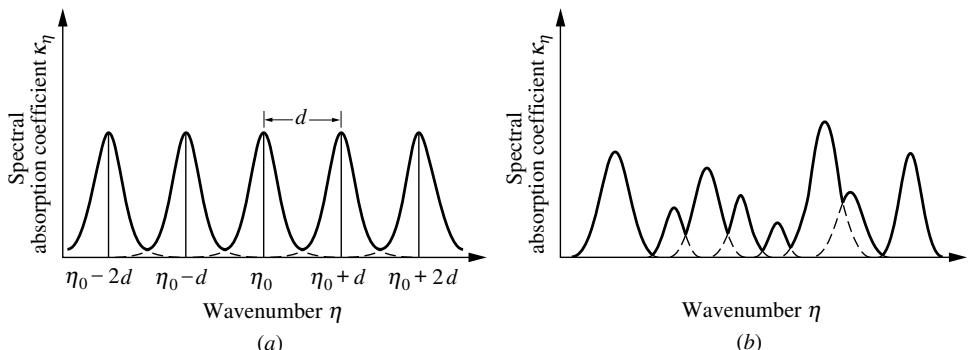 Spectral
absorption coefficient κη
d
η0 – 2d η0 – d η0 η0 + d η0 + 2d
Wavenumber η
(a)
Spectral
absorption coefficient κη
Wavenumber η
(b)